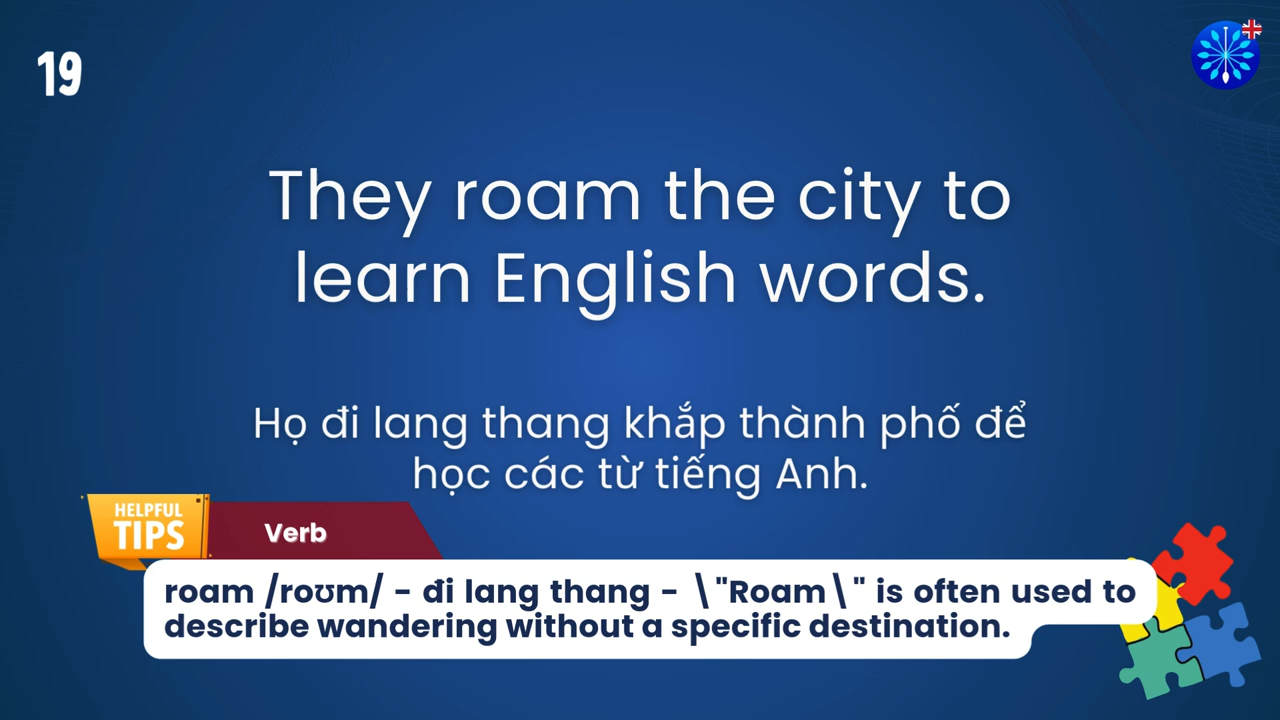 19
They roam the city to
learn English words.
Họ đi lang thang khắp thành phố để
học các từ tiếng Anh.
HELPFUL
TIPS
Verb
roam /roʊm/ - đi lang thang - \"Roam\" is often used to
describe wandering without a specific destination.